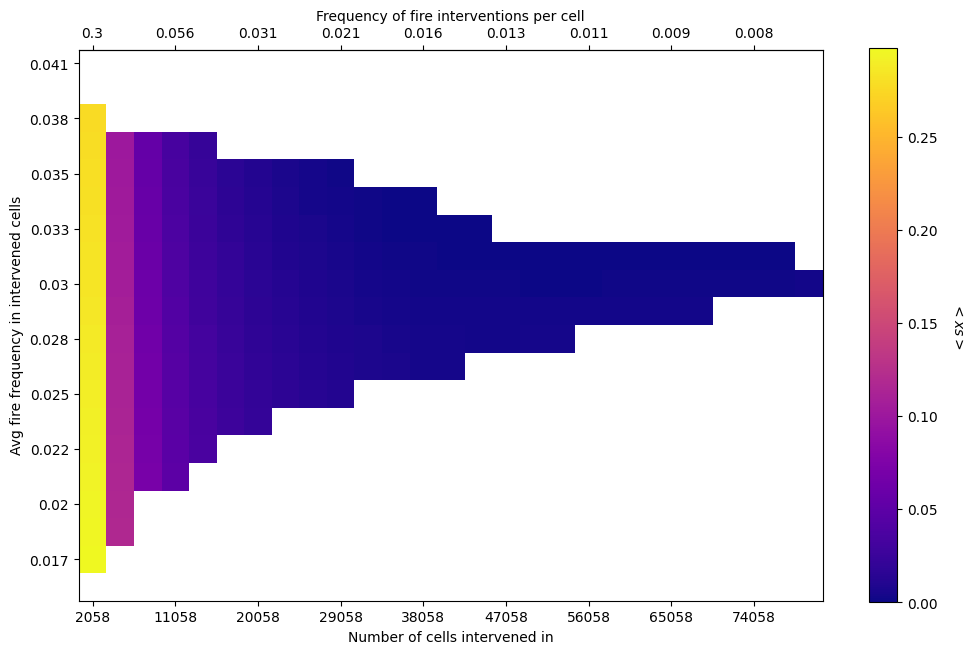 Frequency of fire interventions per cell
0.3 0.056 0.031 0.021 0.016 0.013 0.011 0.009 0.008
Avg fire frequency in intervened cells
0.041
0.038
0.035
0.033
0.03
0.028
0.025
0.022
0.02
0.017
2058 11058 20058 29058 38058 47058 56058 65058 74058
Number of cells intervened in
0.25
0.20
0.15
0.10
0.05
0.00
< sx >